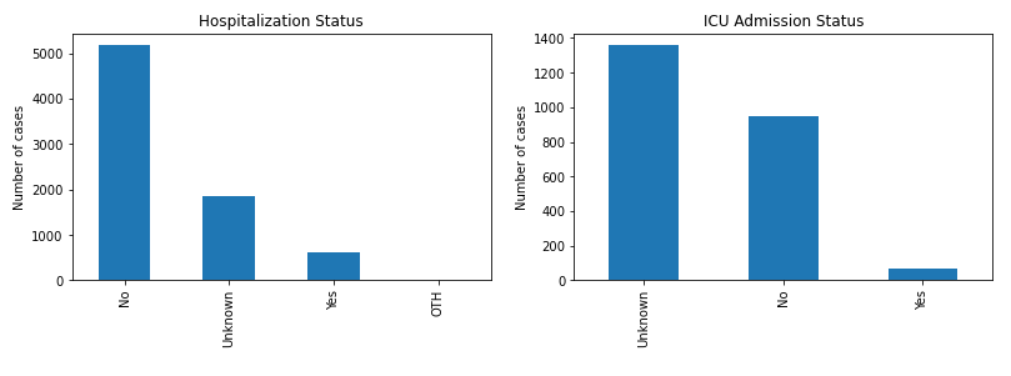 Hospitalization Status
Number of cases
5000
4000
3000
2000
1000
0
No
Unknown
Yes
OTH
ICU Admission Status
Number of cases
1400
1200
1000
800
600
400
200
0
Unknown
No
Yes